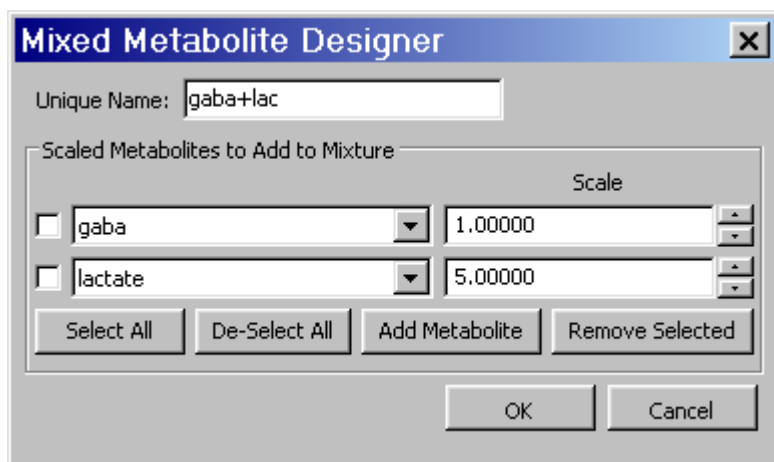 Mixed Metabolite Designer
Unique Name: gaba+lac
Scaled Metabolites to Add to Mixture
Scale
gaba 1.00000
lactate 5.00000
Select All De-Select All Add Metabolite Remove Selected
OK Cancel